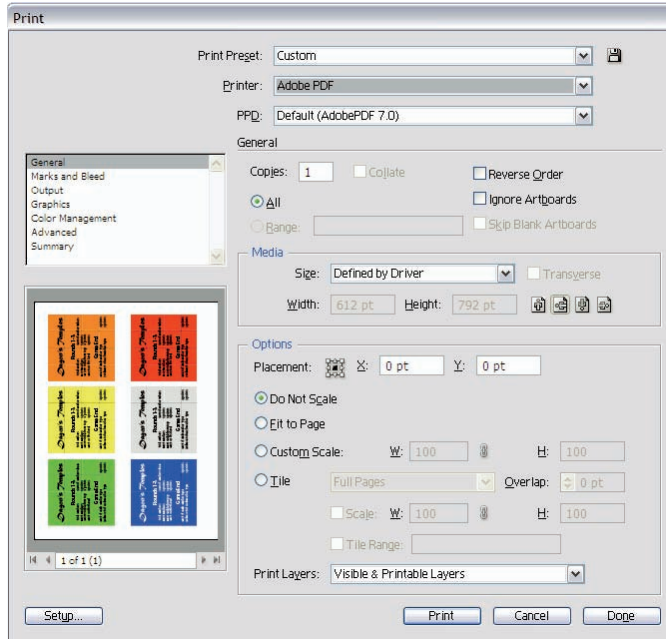 Print
Print Preset: Custom
Printer: Adobe PDF
PPD: Default (AdobePDF 7.0)
General
Marks and Bleed
Output
Graphics
Color Management
Advanced
Summary
General
Copies: 1 Collate Reverse Order
All Ignore Artboards
Range: Skip Blank Artboards
Media
Size: Defined by Driver Transverse
Width: 612 pt Height: 792 pt
Options
Placement: X: 0 pt Y: 0 pt
Do Not Scale
Fit to Page
Custom Scale: W: 100 H: 100
Tile Full Pages Overlap: 0 pt
Scale: W: 100 H: 100
Tile Range:
Print Layers: Visible & Printable Layers
1 of 1 (1)
Setup... Print Cancel Done